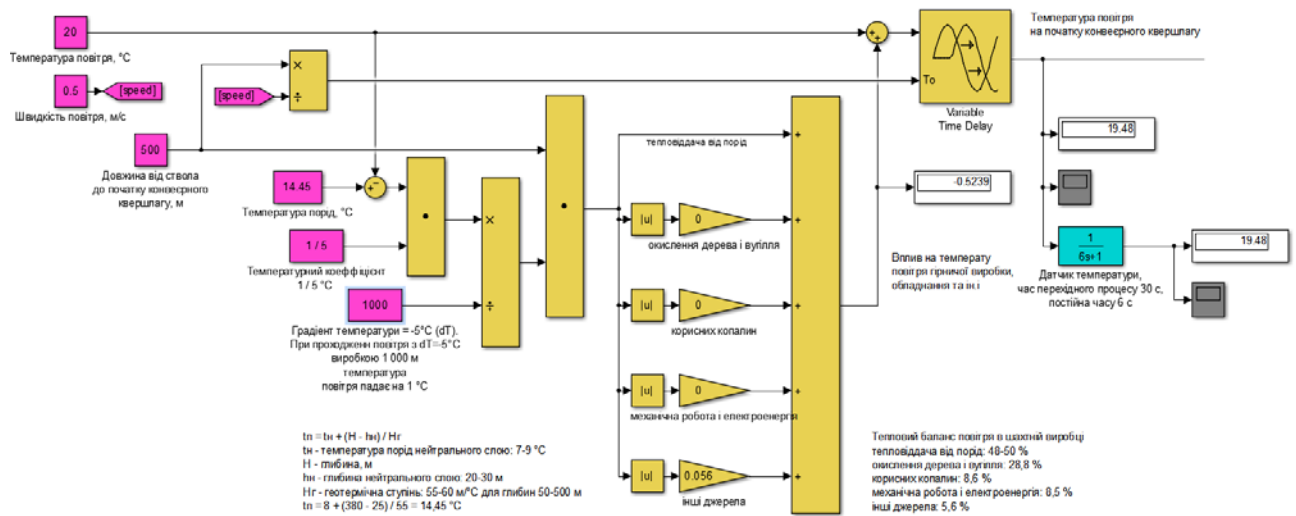 20
Температура повітря, °C
0.5
[speed]
Швидкість повітря, м/с
500
Довжина від ствола
до початку конвеєрного
квершлагу, м
×
÷
[speed]
14.45
Температура порід, °C
1 / 5
Температурний коеффіцієнт
1 / 5 °C
1000
Градієнт температури = -5°C (dT).
При проходженн повітря з dT=-5°C
виробкою 1 000 м
температура
повітря падає на 1 °C
×
÷
тепловіддача від порід
|u|
0
окислення дерева і вугілля
|u|
0
корисних копалин
|u|
0
механічна робота і електроенергія
|u|
0.056
інші джерела
To
Variable
Time Delay
Температура повітря
на початку конвеєрного квершлагу
19.48
-0.5239
Вплив на температу
повітря гірничої виробки,
обладнання та ін.і
1
6s+1
19.48
Датчик температури,
час перехідного процесу 30 с,
постійна часу 6 с
tп = tн + (H - hн) / Hг
tн - температура порід нейтрального слою: 7-9 °C
H - глибина, м
hн - глибина нейтрального слою: 20-30 м
Hг - геотермічна ступінь: 55-60 м/°C для глибин 50-500 м
tп = 8 + (380 - 25) / 55 = 14,45 °C
Тепловий баланс повітря в шахтній виробці
тепловіддача від порід: 48-50 %
окислення дерева і вугілля: 28,8 %
корисних копалин: 8,6 %
механічна робота і електроенергія: 8,5 %
інші джерела: 5,6 %